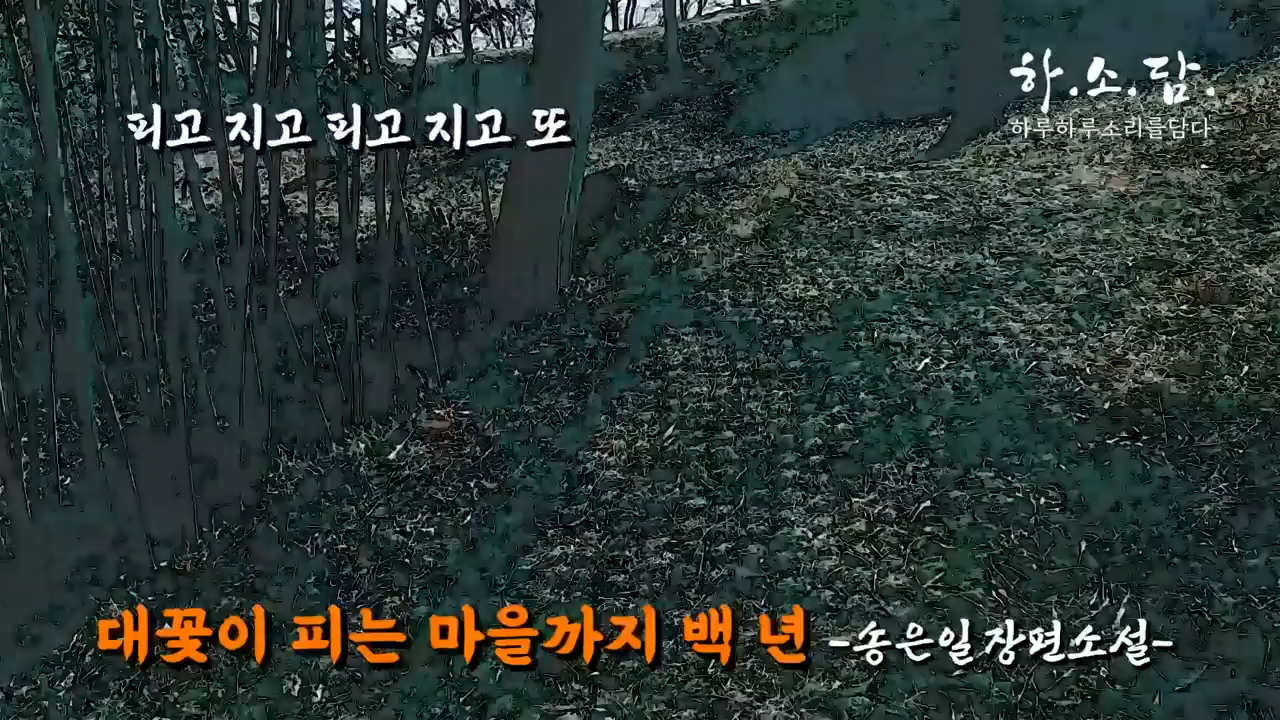 하.소.담.
하루하루소리를담다
피고 지고 피고 지고 또
대꽃이 피는 마을까지 백 년 -송은일 장편소설-